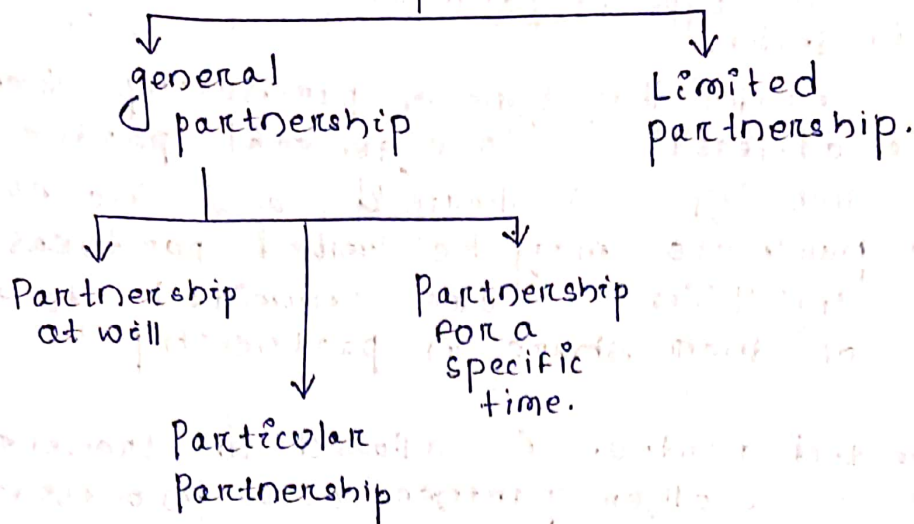 general
partnership
Limited
partnership.
Partnership
at will
Partnership
for a
specific
time.
Particular
Partnership